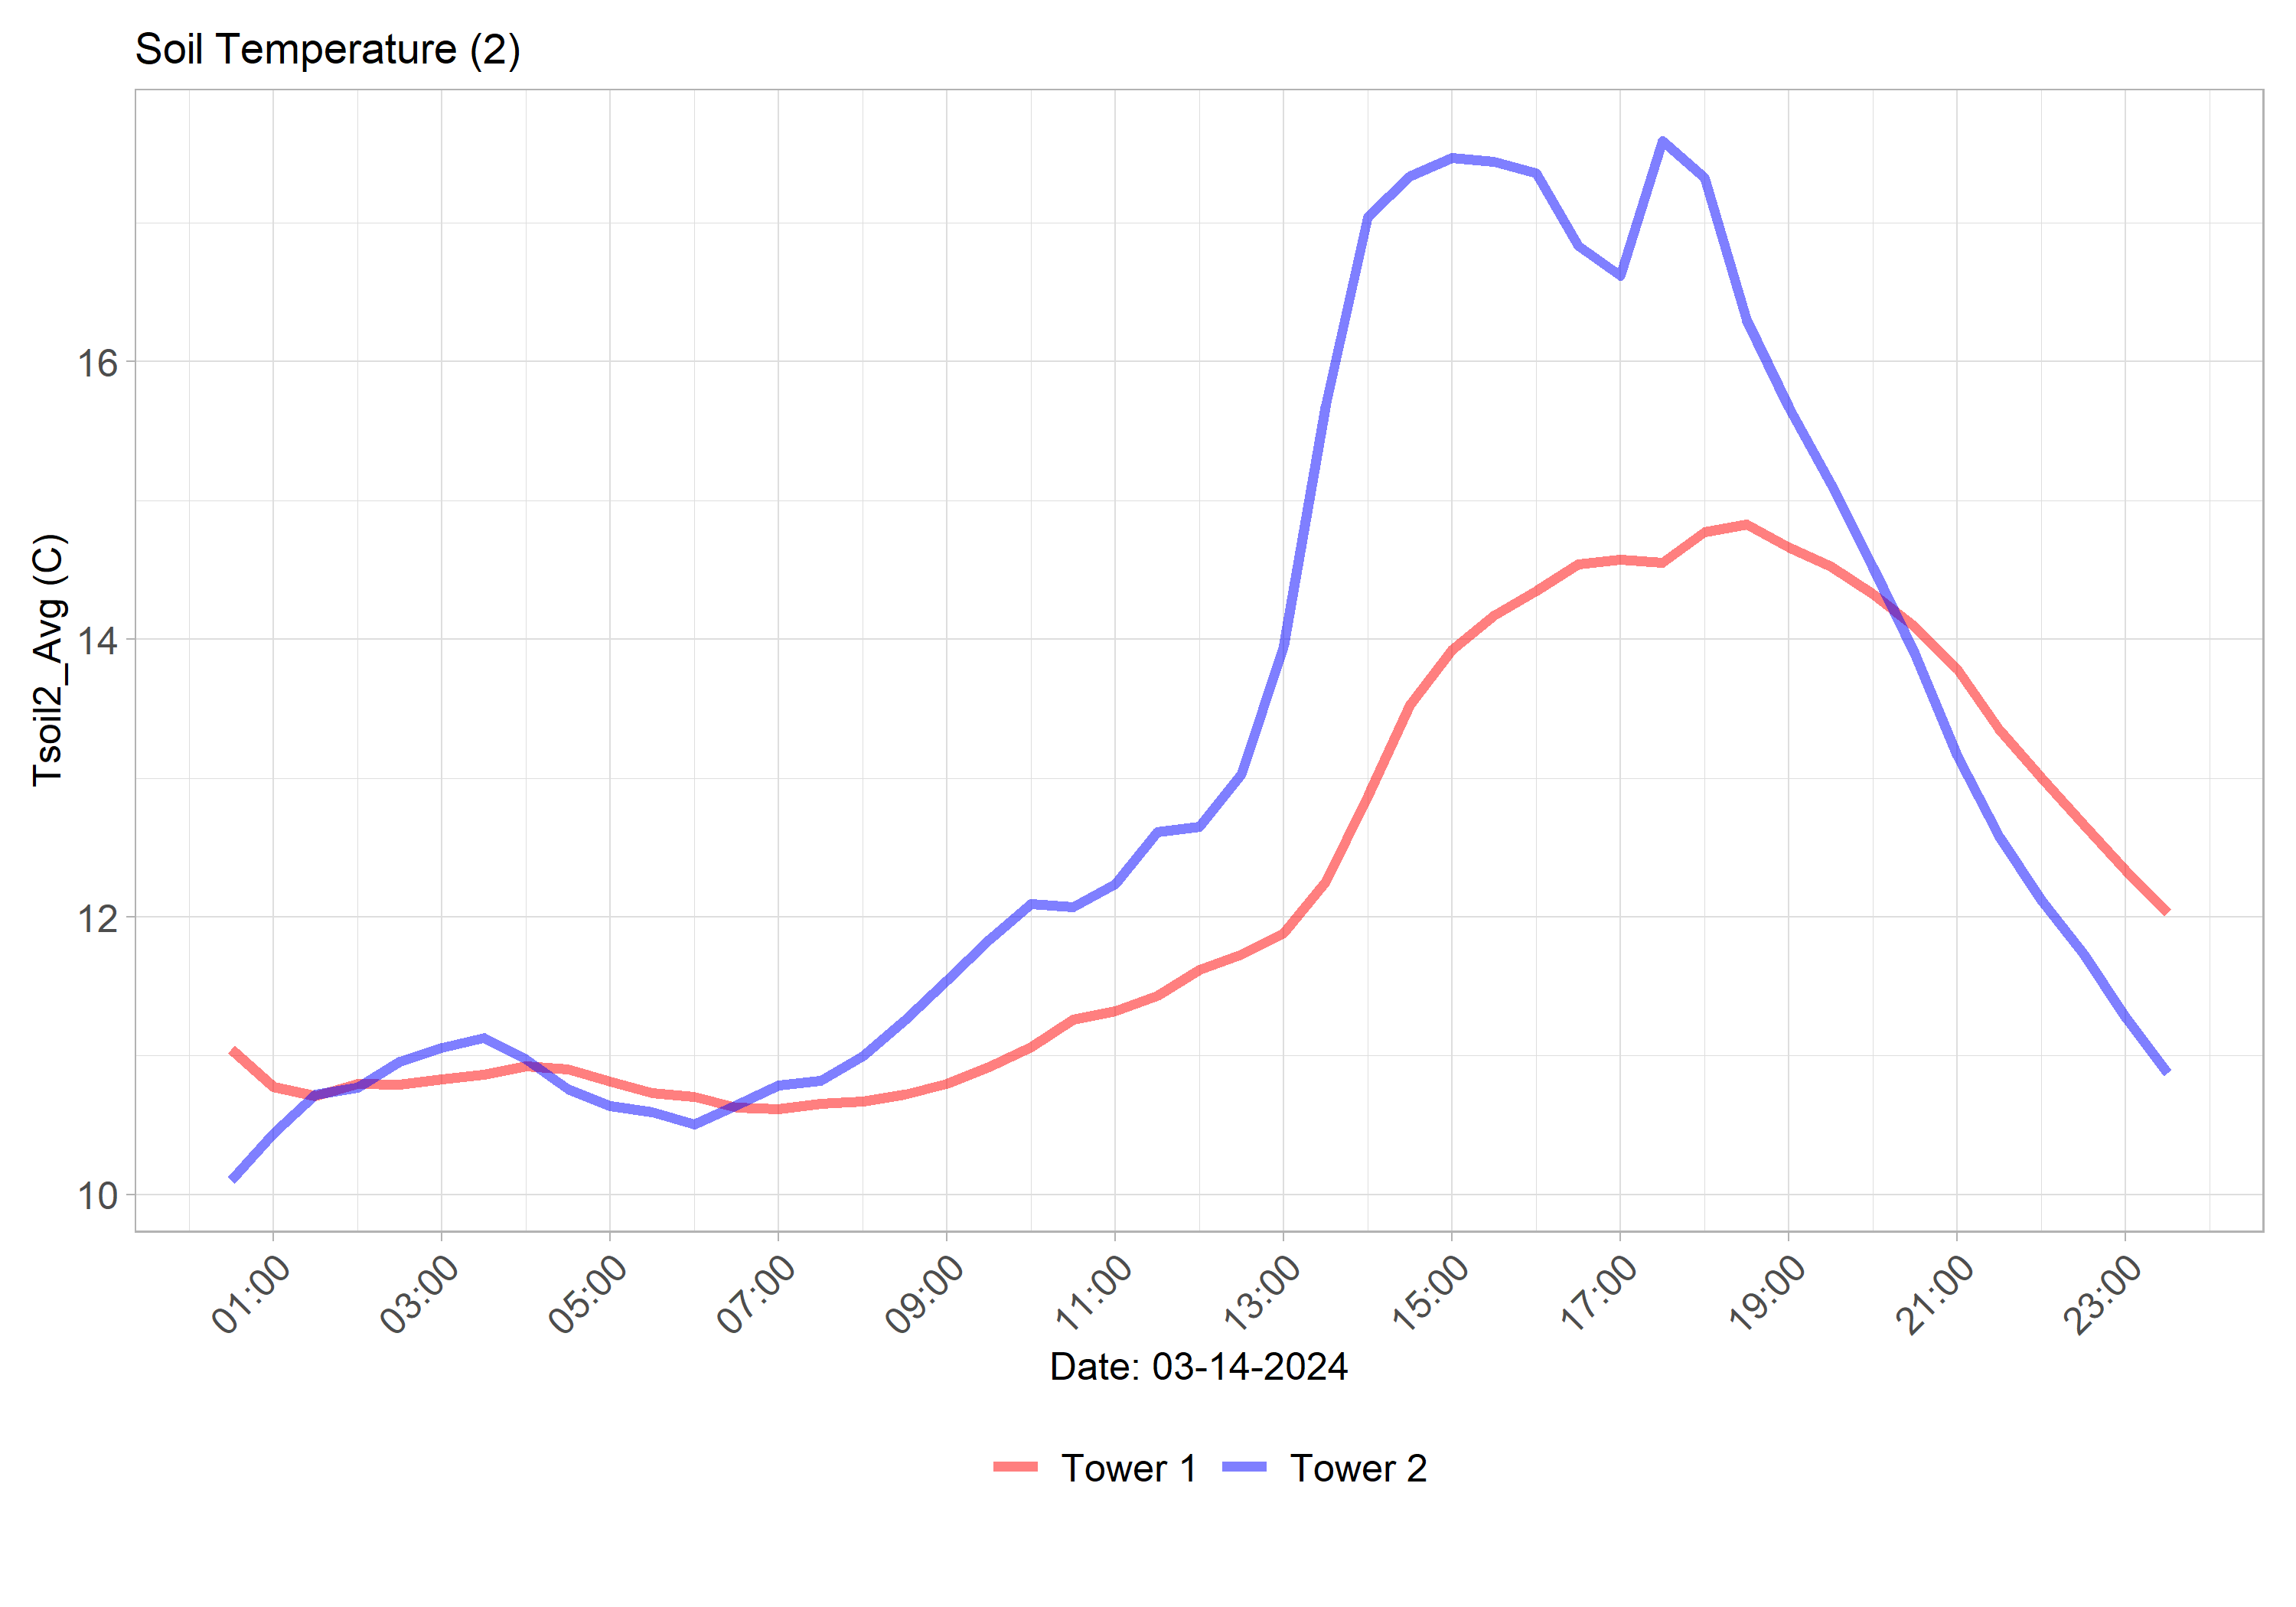 Soil Temperature (2)
Tsoil2_Avg (C)
16
14
12
10
01:00 03:00 05:00 07:00 09:00 11:00 13:00 15:00 17:00 19:00 21:00 23:00
Date: 03-14-2024
Tower 1 Tower 2